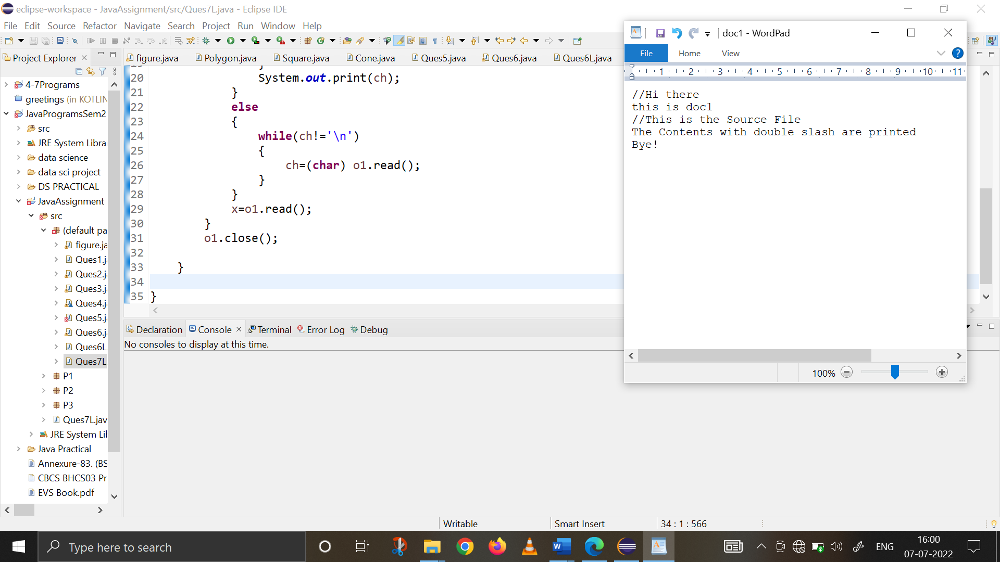 eclipse-workspace - JavaAssignment/src/Ques7L.java - Eclipse IDE
File Edit Source Refactor Navigate Search Project Run Window Help
Project Explorer
4-7Programs
greetings (in KOTLIN
JavaProgramsSem2
src
JRE System Librar
data science
data sci project
DS PRACTICAL
JavaAssignment
src
(default pa
figure.ja
Ques1.j
Ques2.j
Ques3.j
Ques4.j
Ques5.j
Ques6.j
Ques6L.
Ques7L.
P1
P2
P3
Ques7L.jav
JRE System Lib
Java Practical
Annexure-83. (BS
CBCS BHCS03 Pr
EVS Book.pdf
figure.java Polygon.java Square.java Cone.java Ques5.java Ques6.java Ques6L.java
19 }
20 System.out.print(ch);
21 }
22 else
23 {
24 while(ch!='\n')
25 {
26 ch=(char) o1.read();
27 }
28 }
29 x=o1.read();
30 }
31 o1.close();
32
33 }
34
35 }
Declaration Console Terminal Error Log Debug
No consoles to display at this time.
Writable Smart Insert 34 : 1 : 566
doc1 - WordPad
File Home View
1 2 3 4 5 6 7 8 9 10 11
//Hi there
this is doc1
//This is the Source File
The Contents with double slash are printed
Bye!
100%
Type here to search
ENG
16:00
07-07-2022